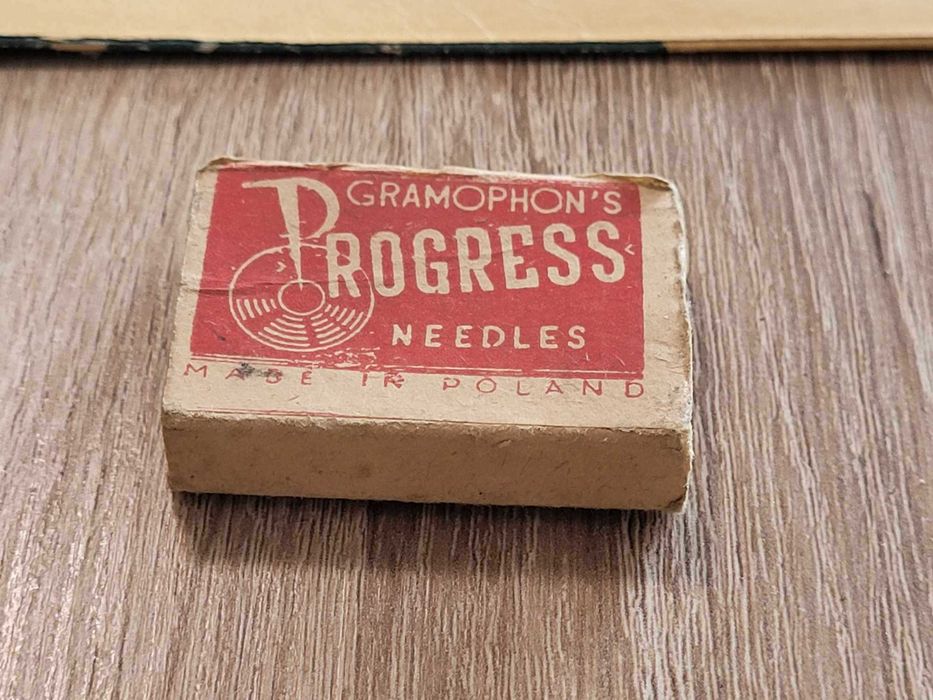 GRAMOPHON'S
"PROGRESS"
NEEDLES
MADE IN POLAND